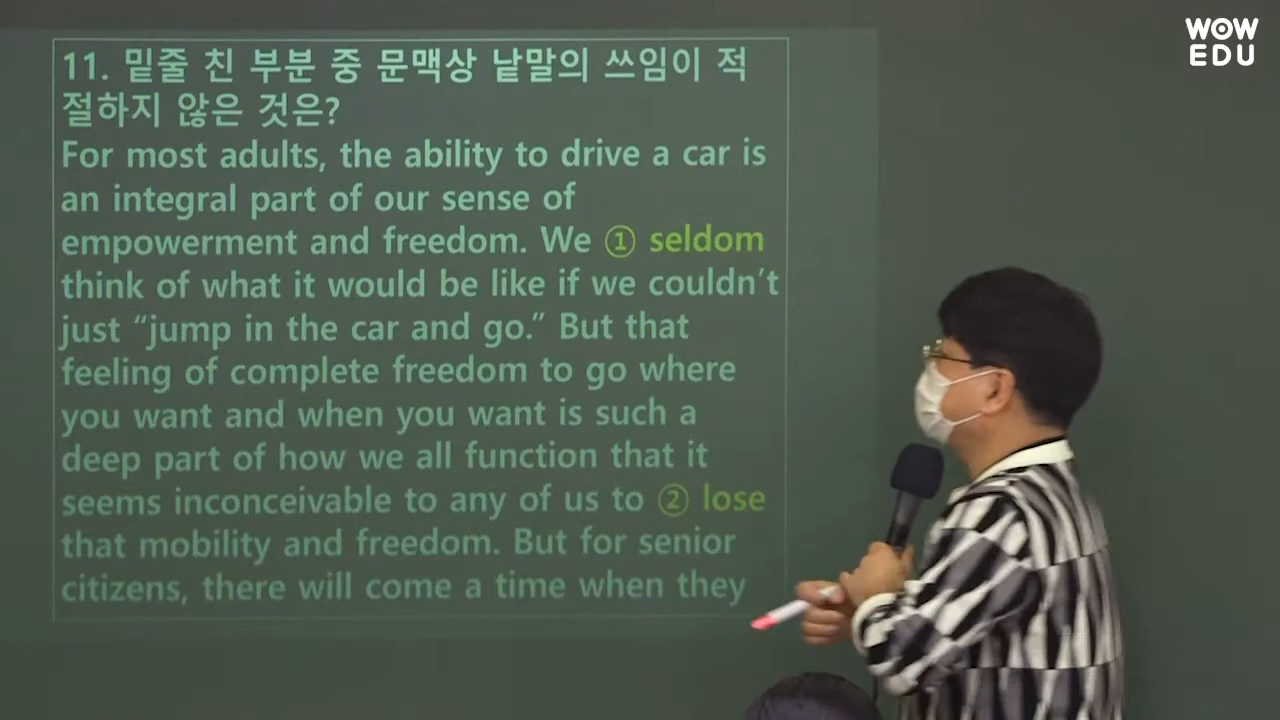 WOW
EDU
11. 밑줄 친 부분 중 문맥상 낱말의 쓰임이 적
절하지 않은 것은?
For most adults, the ability to drive a car is
an integral part of our sense of
empowerment and freedom. We ① seldom
think of what it would be like if we couldn't
just “jump in the car and go.” But that
feeling of complete freedom to go where
you want and when you want is such a
deep part of how we all function that it
seems inconceivable to any of us to ② lose
that mobility and freedom. But for senior
citizens, there will come a time when they